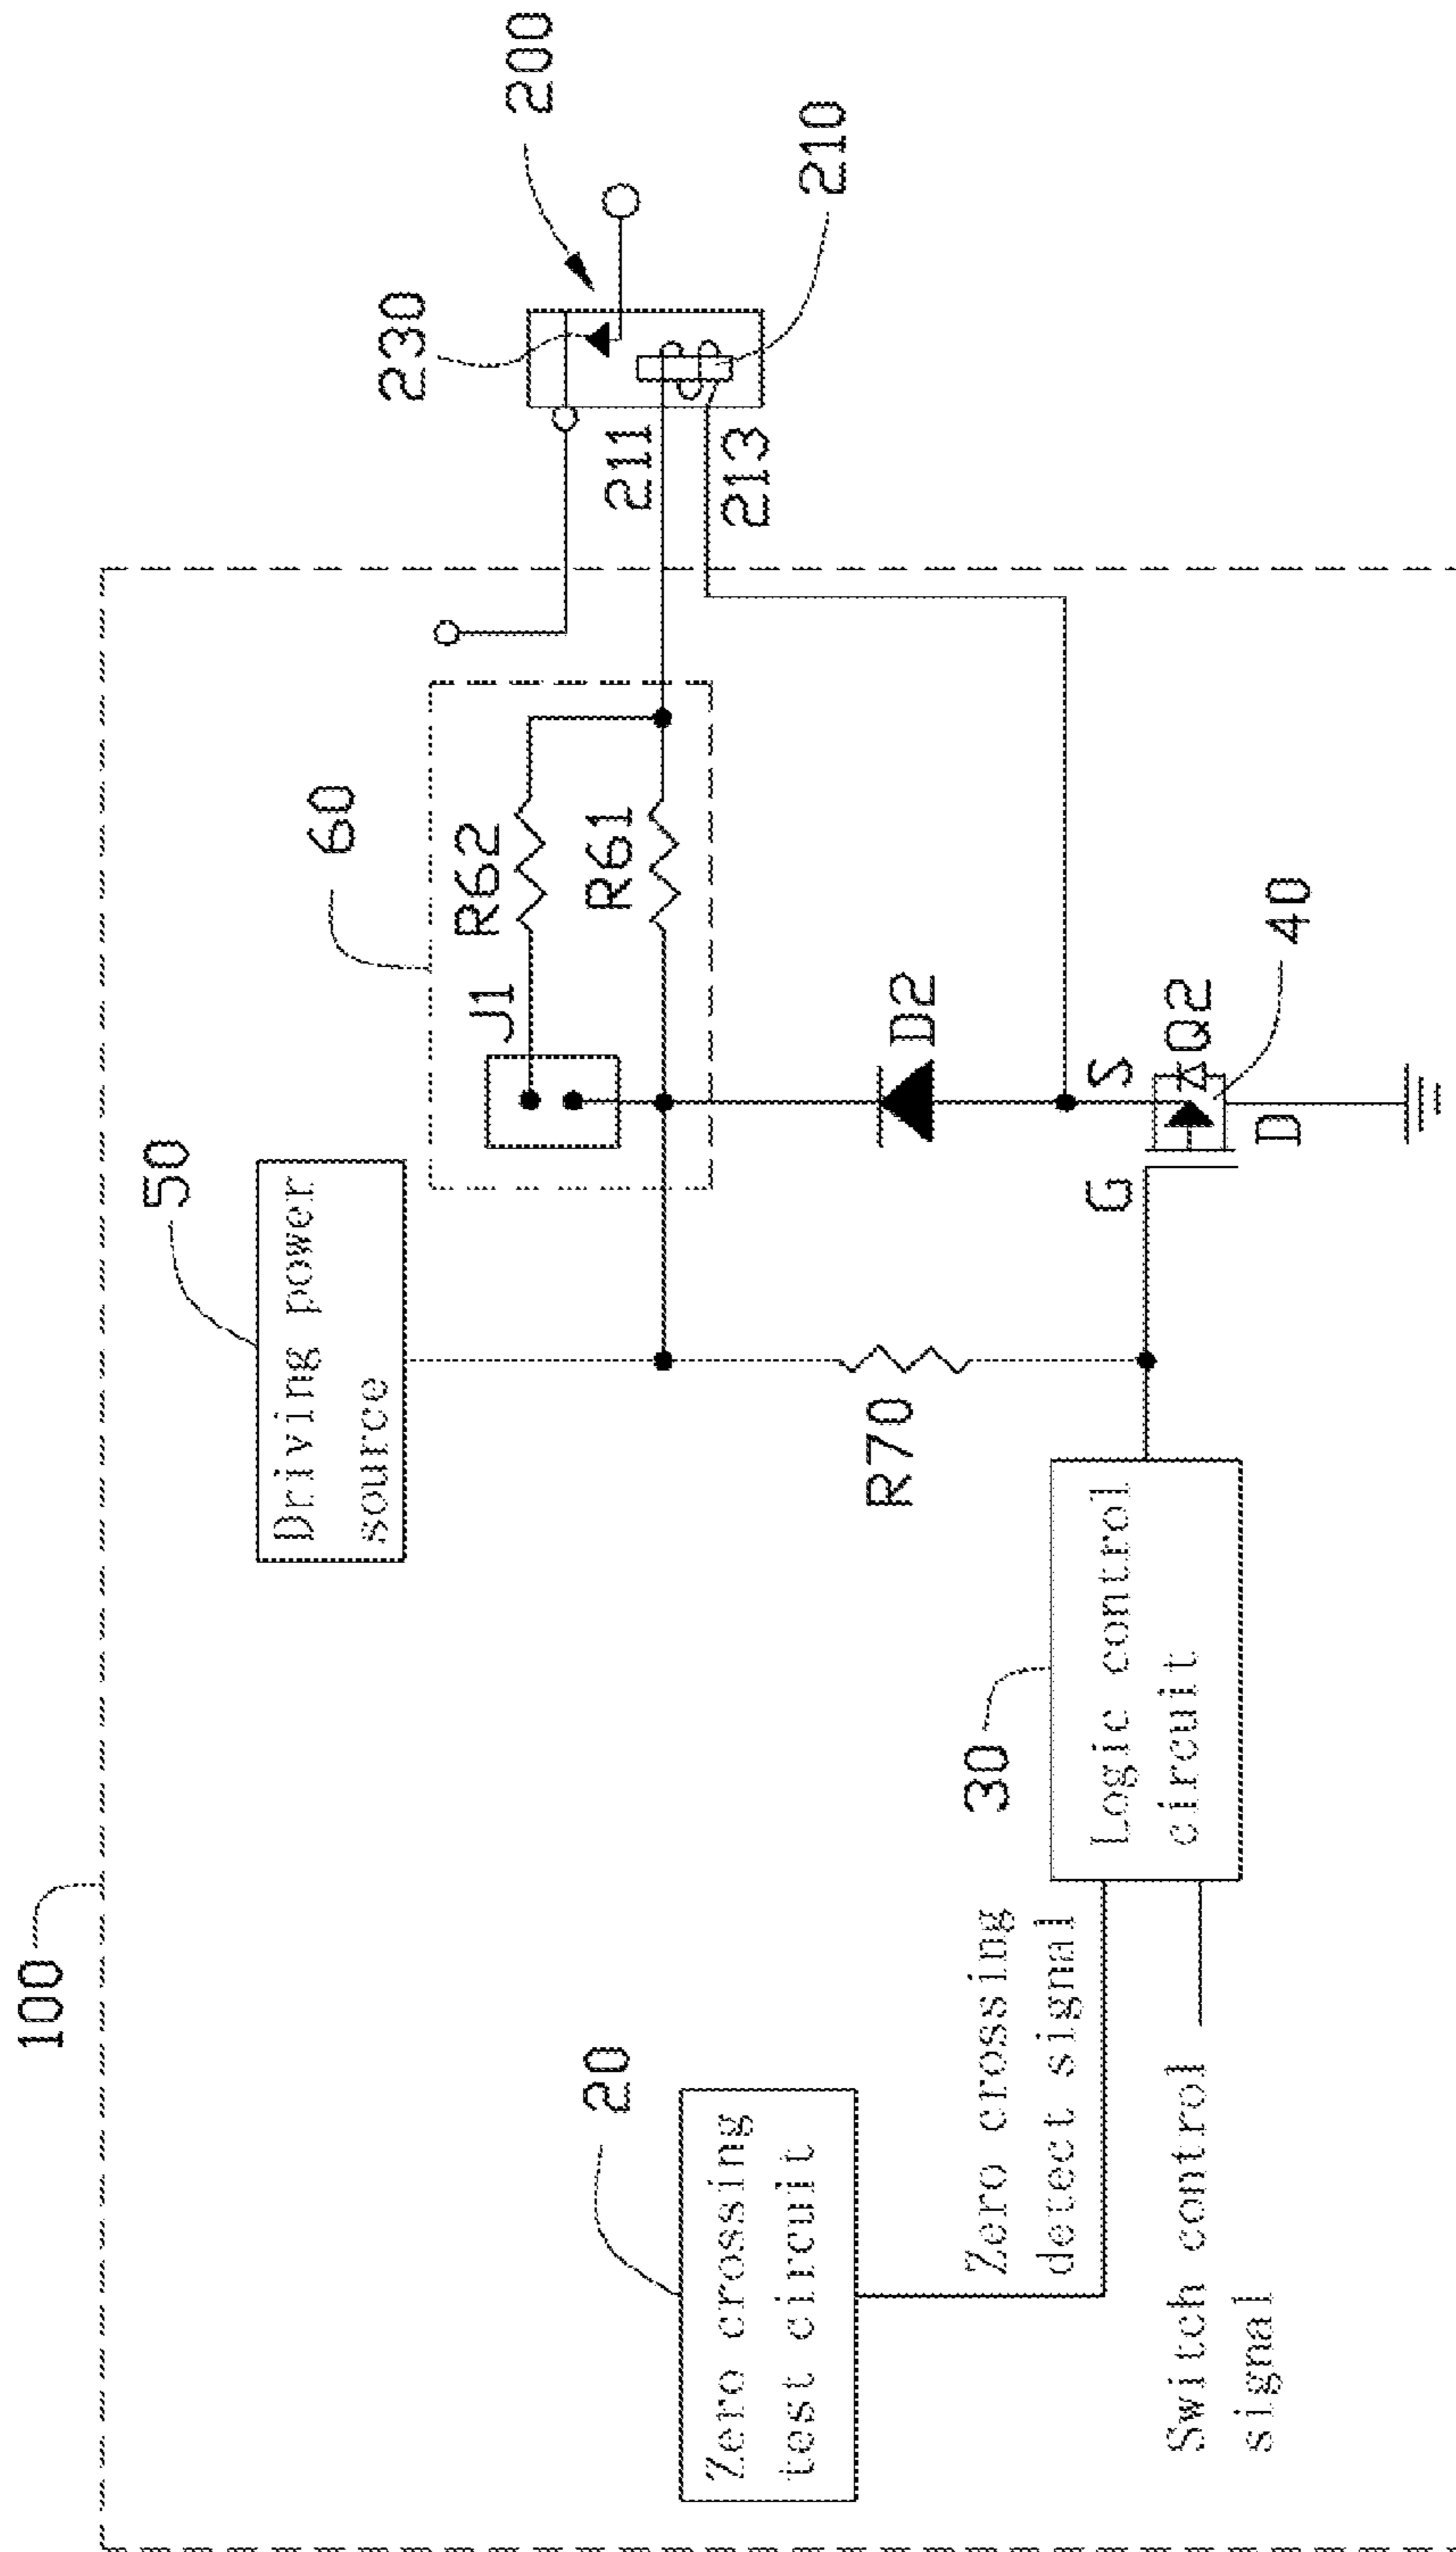 100
50
Driving power
source
60
J1
R62
R61
230
200
211
213
210
20
Zero crossing
test circuit
R70
D2
Zero crossing
detect signal
30
Logic control
circuit
G
S
Q2
D
40
Switch control
signal